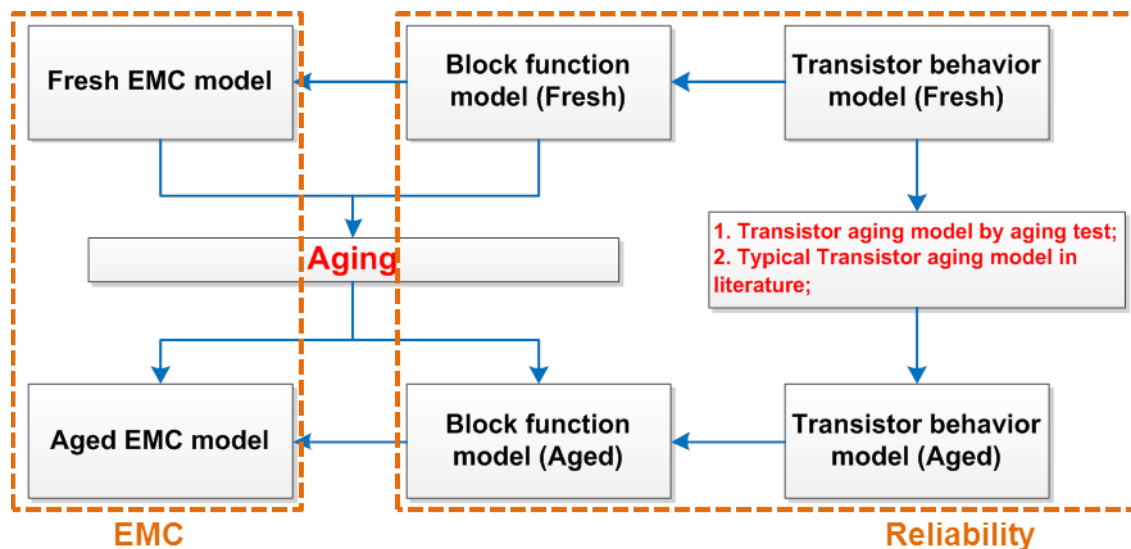 Fresh EMC model
Block function
model (Fresh)
Transistor behavior
model (Fresh)
Aging
1. Transistor aging model by aging test;
2. Typical Transistor aging model in
literature;
Aged EMC model
Block function
model (Aged)
Transistor behavior
model (Aged)
EMC
Reliability